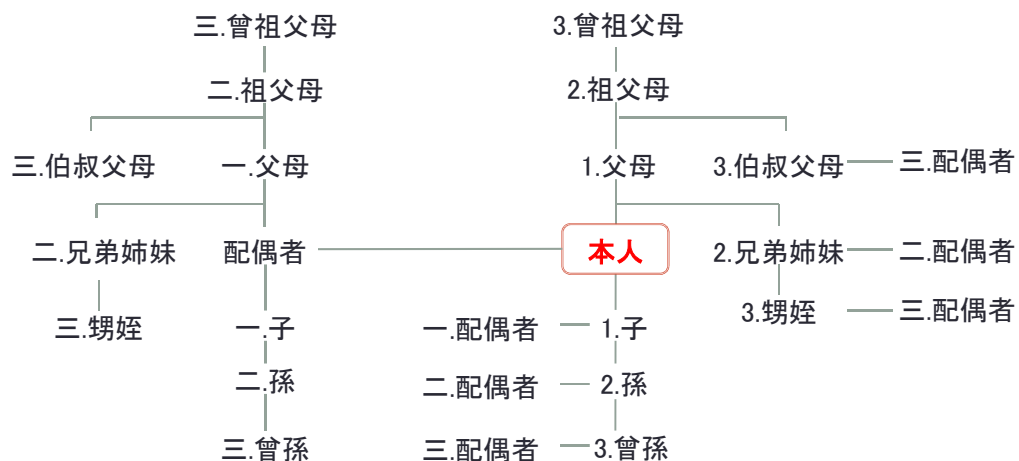 三.曾祖父母 3.曾祖父母
二.祖父母 2.祖父母
三.伯叔父母 一.父母 1.父母 3.伯叔父母 三.配偶者
二.兄弟姉妹 配偶者 本人 2.兄弟姉妹 二.配偶者
三.甥姪 一.子 一.配偶者 1.子 3.甥姪 三.配偶者
二.孫 二.配偶者 2.孫
三.曾孫 三.配偶者 3.曾孫